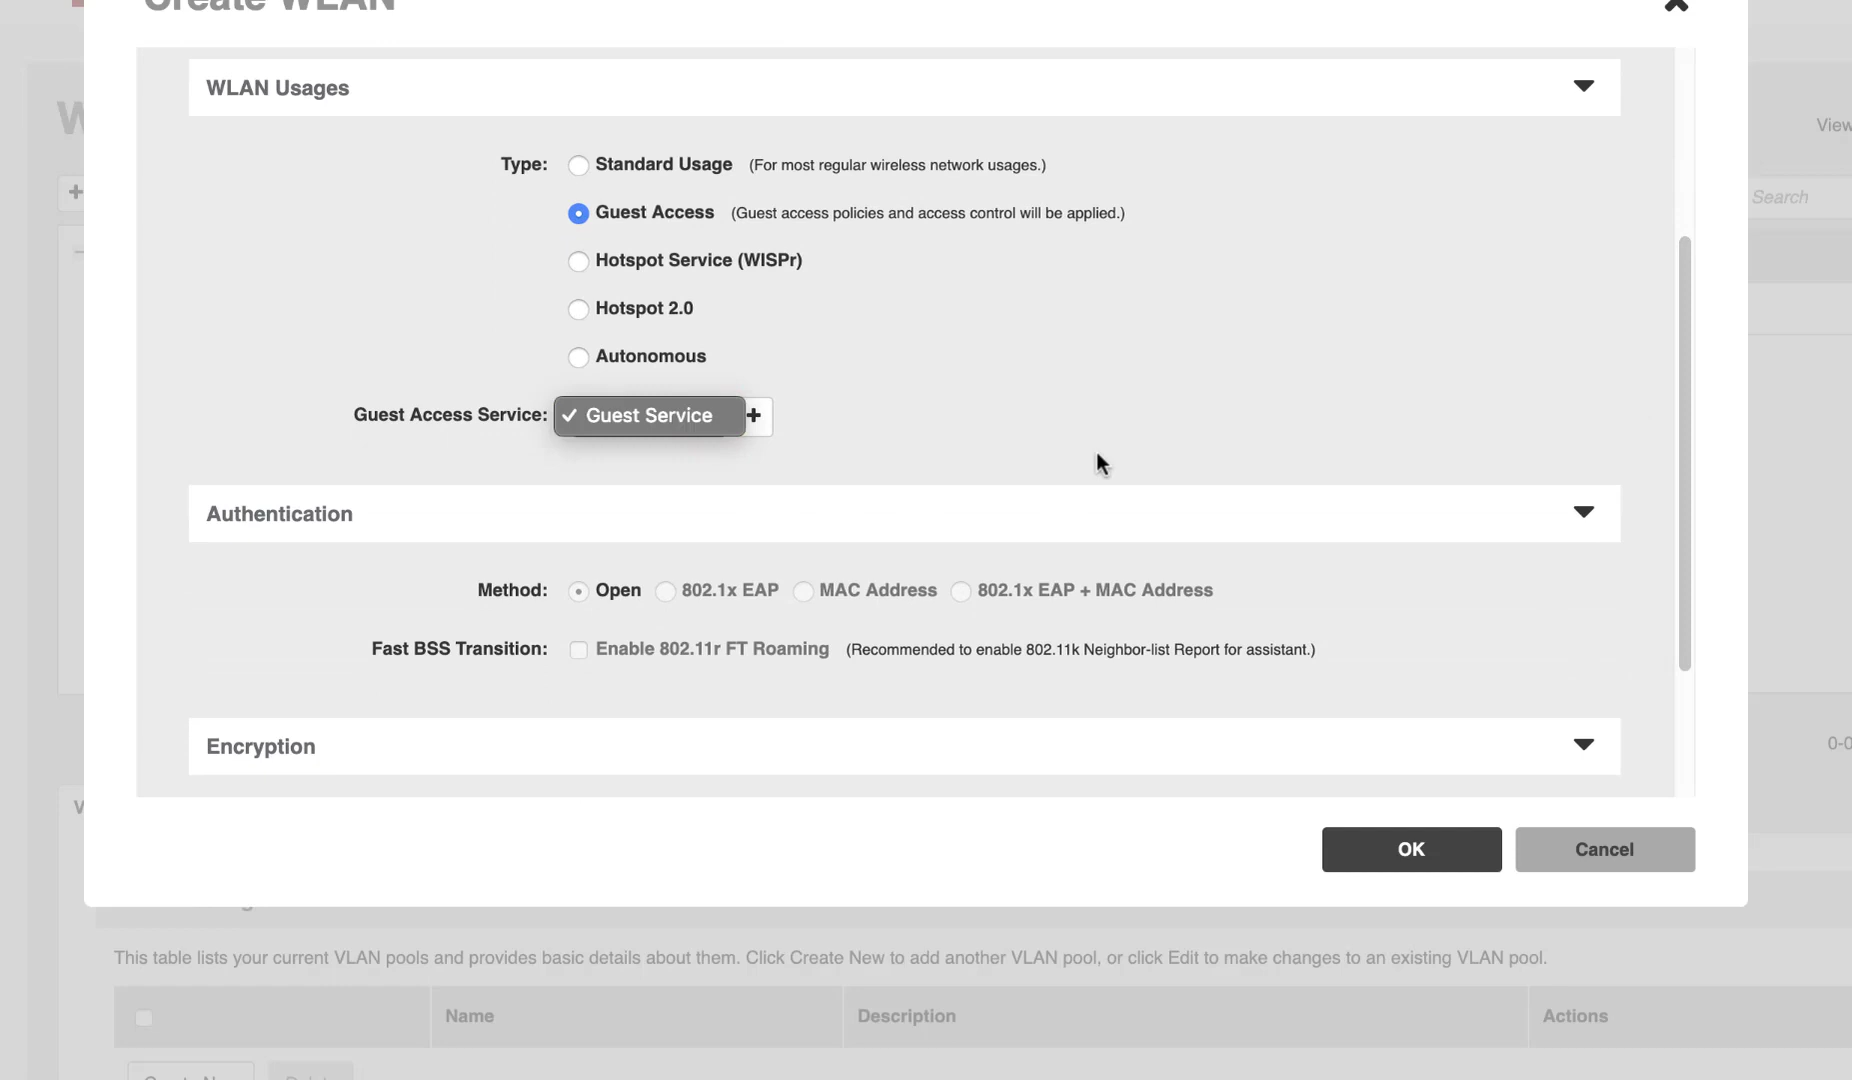 Create WLAN
WLAN Usages
View
Type: Standard Usage (For most regular wireless network usages.)
Search
Guest Access (Guest access policies and access control will be applied.)
Hotspot Service (WISPr)
Hotspot 2.0
Autonomous
Guest Access Service: ✓ Guest Service +
Authentication
Method: Open 802.1x EAP MAC Address 802.1x EAP + MAC Address
Fast BSS Transition: Enable 802.11r FT Roaming (Recommended to enable 802.11k Neighbor-list Report for assistant.)
Encryption
OK Cancel
This table lists your current VLAN pools and provides basic details about them. Click Create New to add another VLAN pool, or click Edit to make changes to an existing VLAN pool.
Name Description Actions